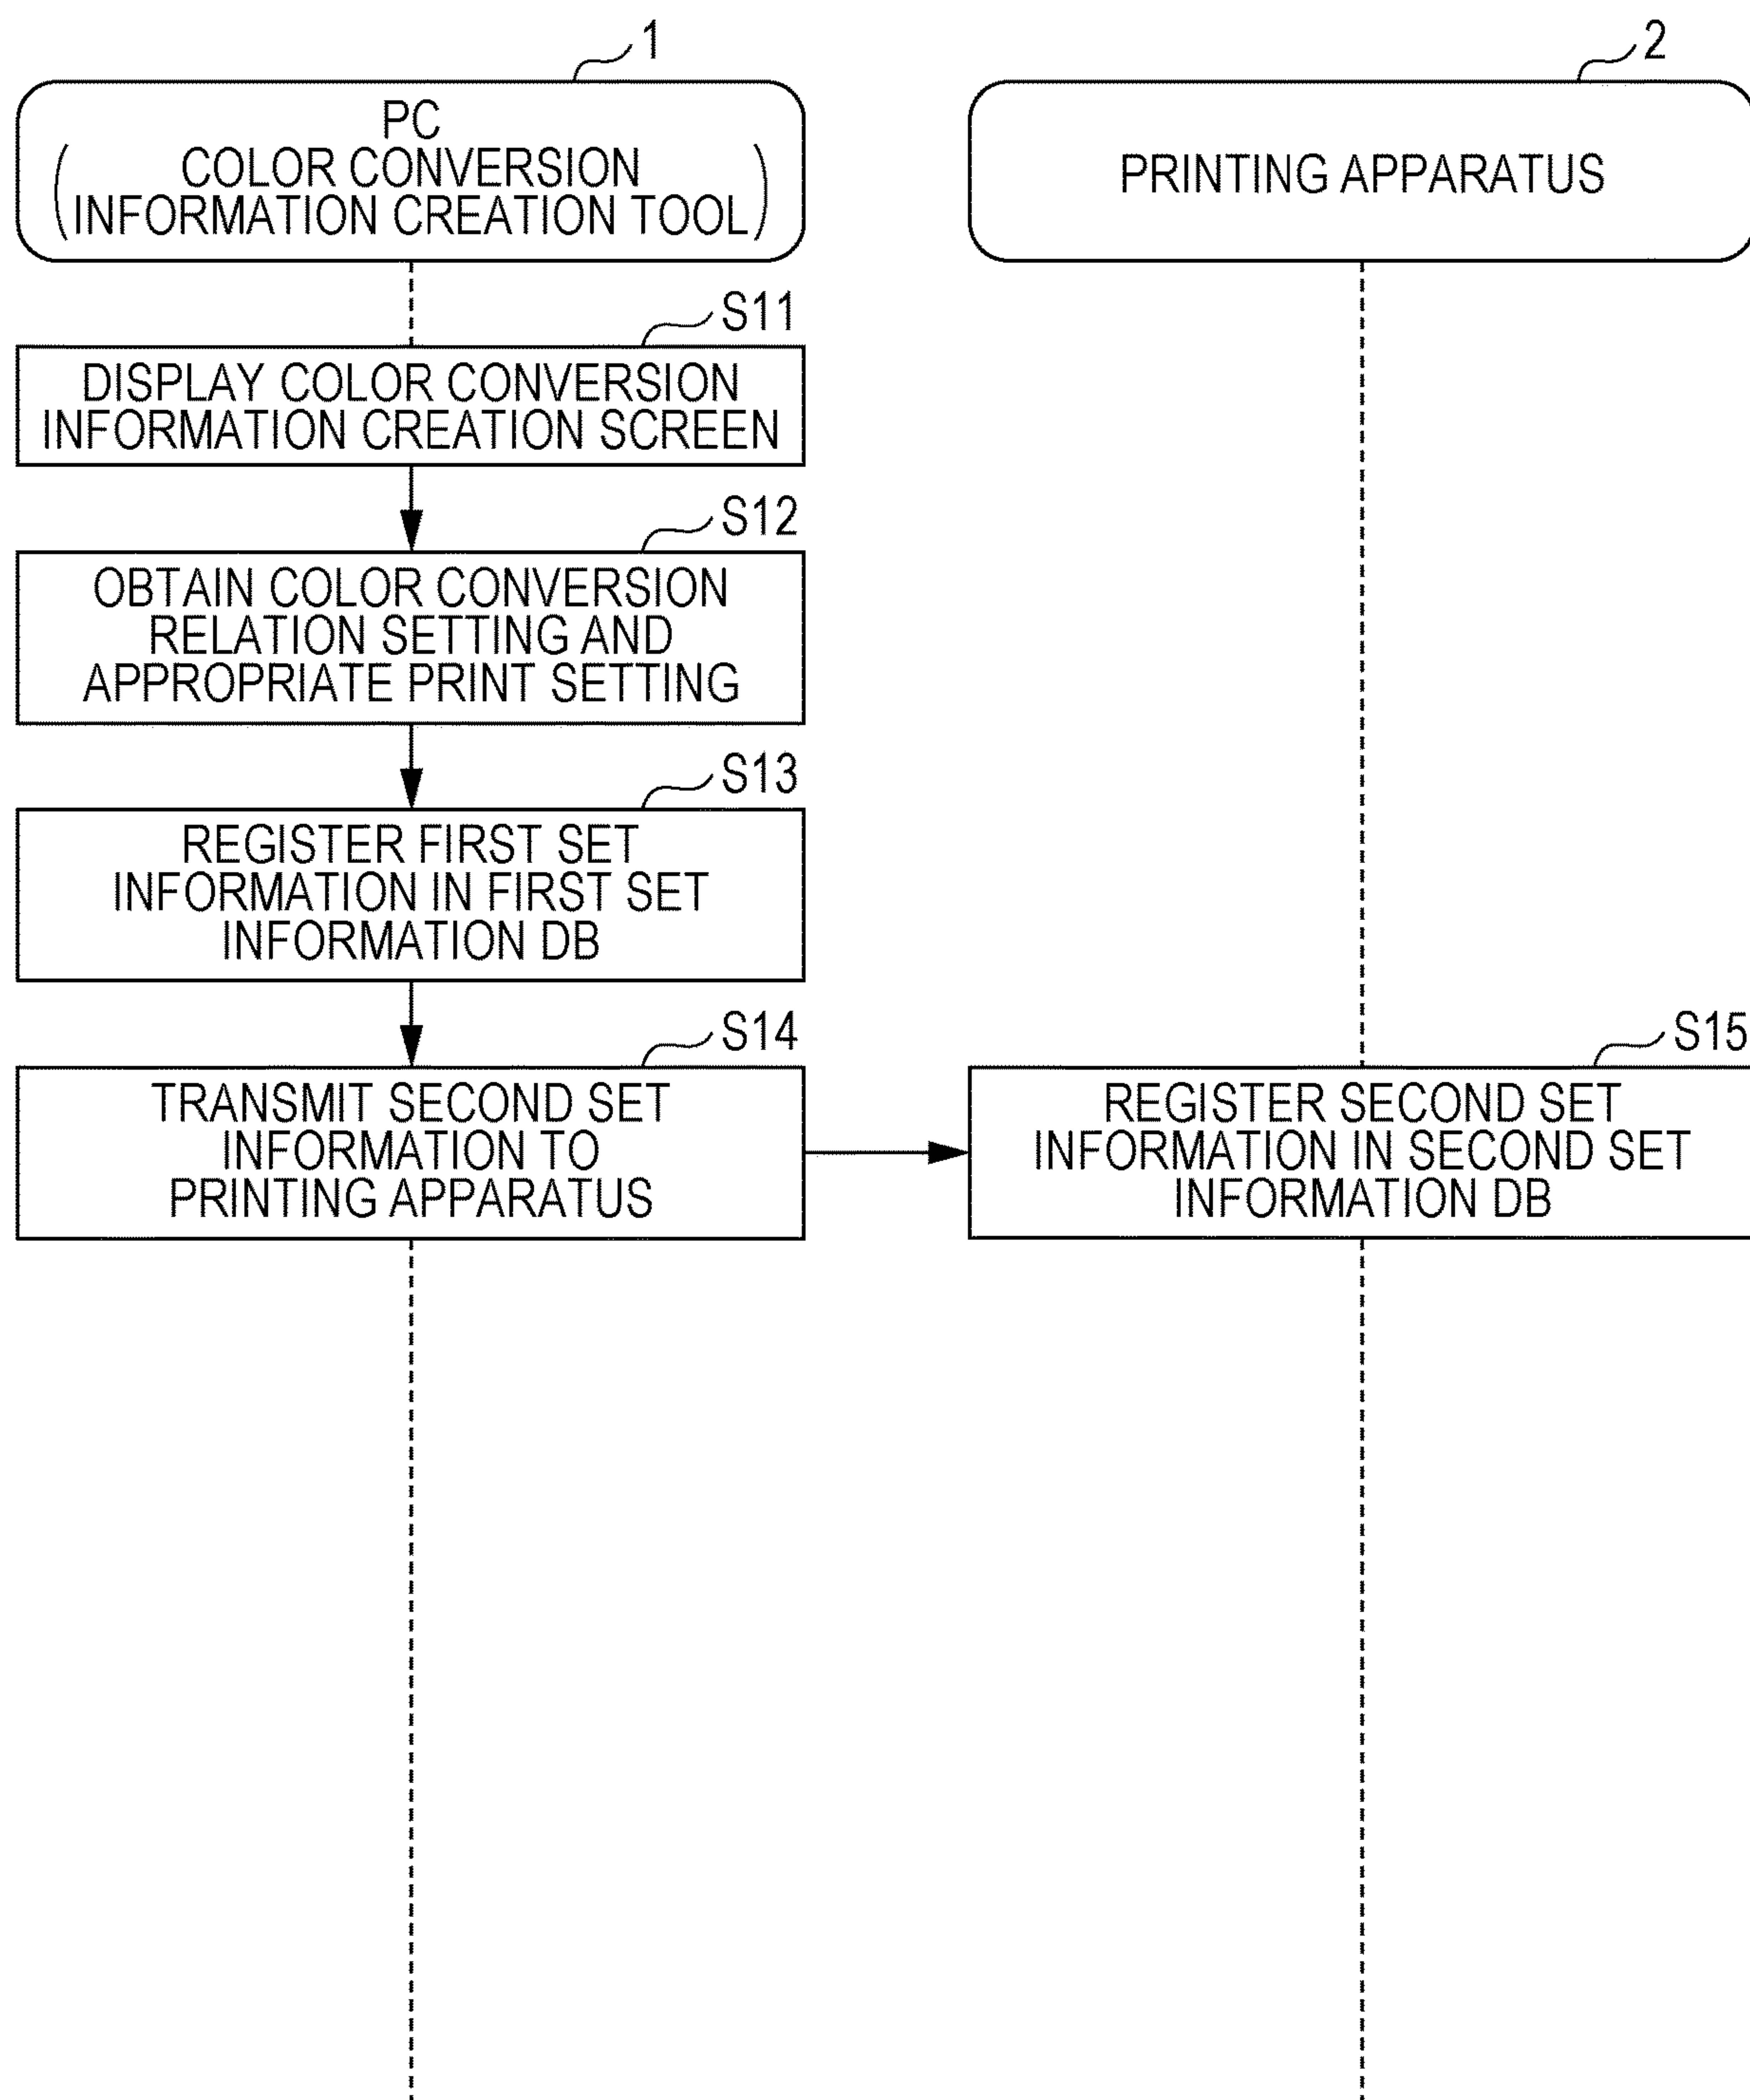 1
PC
( COLOR CONVERSION
INFORMATION CREATION TOOL )
2
PRINTING APPARATUS
S11
DISPLAY COLOR CONVERSION
INFORMATION CREATION SCREEN
S12
OBTAIN COLOR CONVERSION
RELATION SETTING AND
APPROPRIATE PRINT SETTING
S13
REGISTER FIRST SET
INFORMATION IN FIRST SET
INFORMATION DB
S14
TRANSMIT SECOND SET
INFORMATION TO
PRINTING APPARATUS
S15
REGISTER SECOND SET
INFORMATION IN SECOND SET
INFORMATION DB